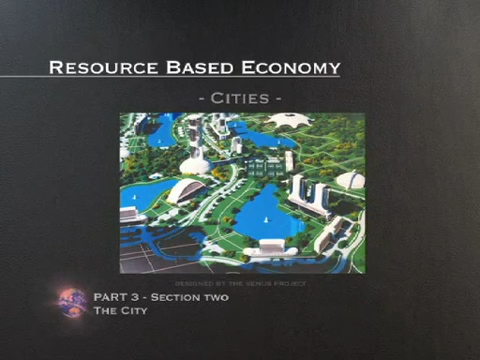 RESOURCE BASED ECONOMY
- CITIES -
DESIGNED BY THE VENUS PROJECT
PART 3 - SECTION TWO
THE CITY